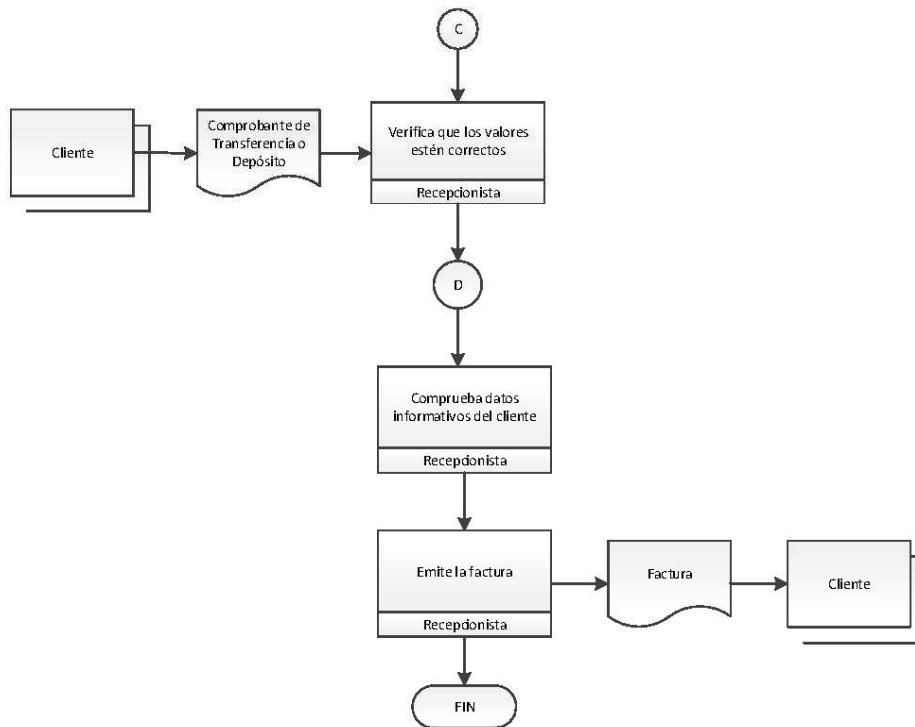 C
Cliente
Comprobante de
Transferencia o
Depósito
Verifica que los valores
estén correctos
Recepcionista
D
Comprueba datos
informativos del cliente
Recepcionista
Emite la factura
Recepcionista
Factura
Cliente
FIN